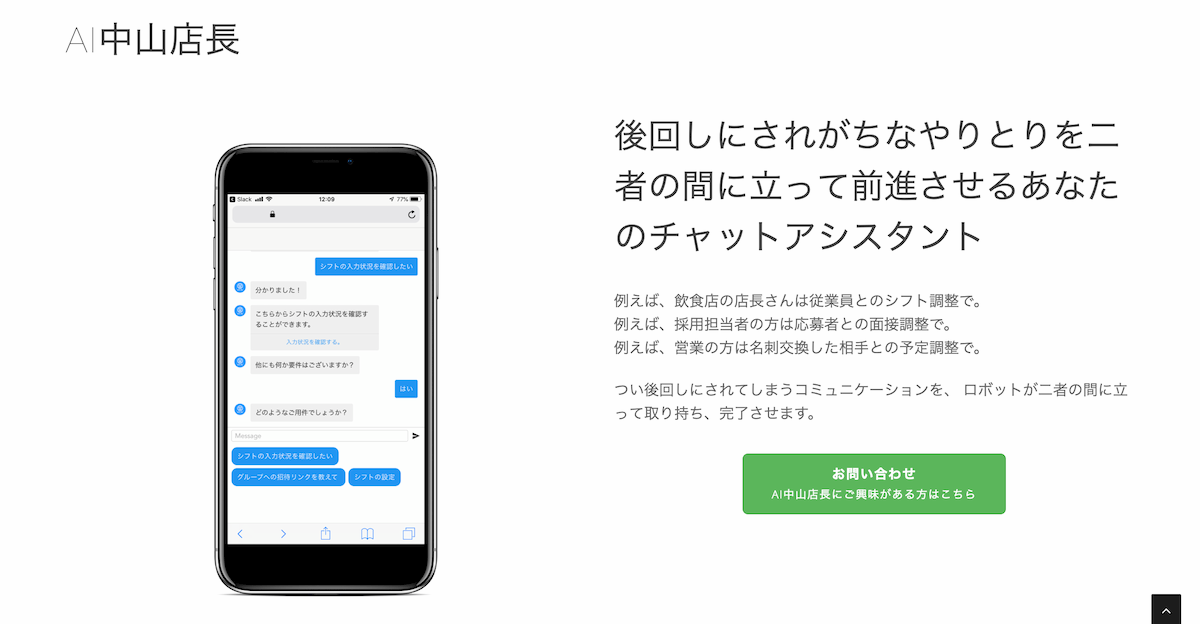 AI中山店長
後回しにされがちなやりとりを二
者の間に立って前進させるあなた
のチャットアシスタント
例えば、飲食店の店長さんは従業員とのシフト調整で。
例えば、採用担当者の方は応募者との面接調整で。
例えば、営業の方は名刺交換した相手との予定調整で。
つい後回しにされてしまうコミュニケーションを、 ロボットが二者の間に立
って取り持ち、完了させます。
お問い合わせ
AI中山店長にご興味がある方はこちら
Slack 12:09 77%
シフトの入力状況を確認したい
分かりました！
こちらからシフトの入力状況を確認す
ることができます。
入力状況を確認する。
他にも何か要件はございますか？
はい
どのようなご用件でしょうか？
Message
シフトの入力状況を確認したい
グループへの招待リンクを教えて シフトの設定